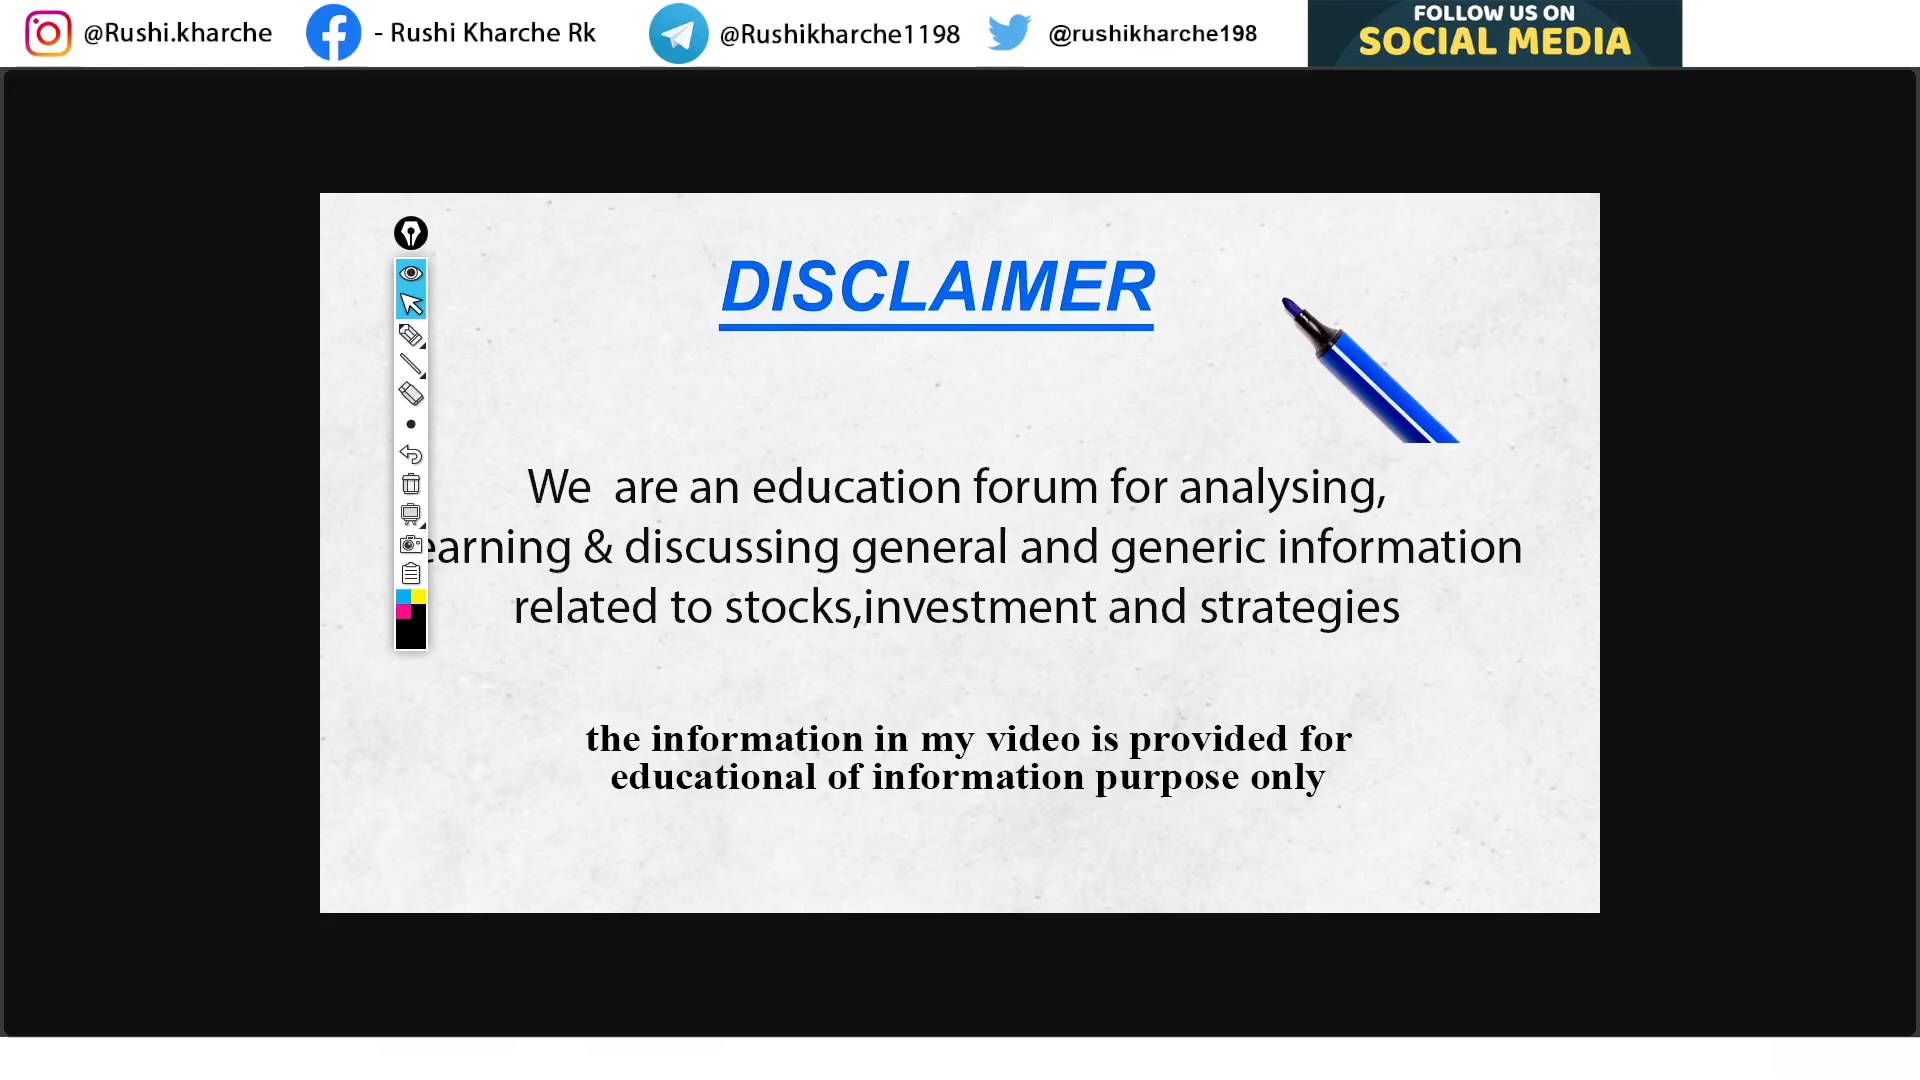 @Rushi.kharche - Rushi Kharche Rk @Rushikharche1198 @rushikharche198
FOLLOW US ON
SOCIAL MEDIA
DISCLAIMER
We are an education forum for analysing,
earning & discussing general and generic information
related to stocks,investment and strategies
the information in my video is provided for
educational of information purpose only